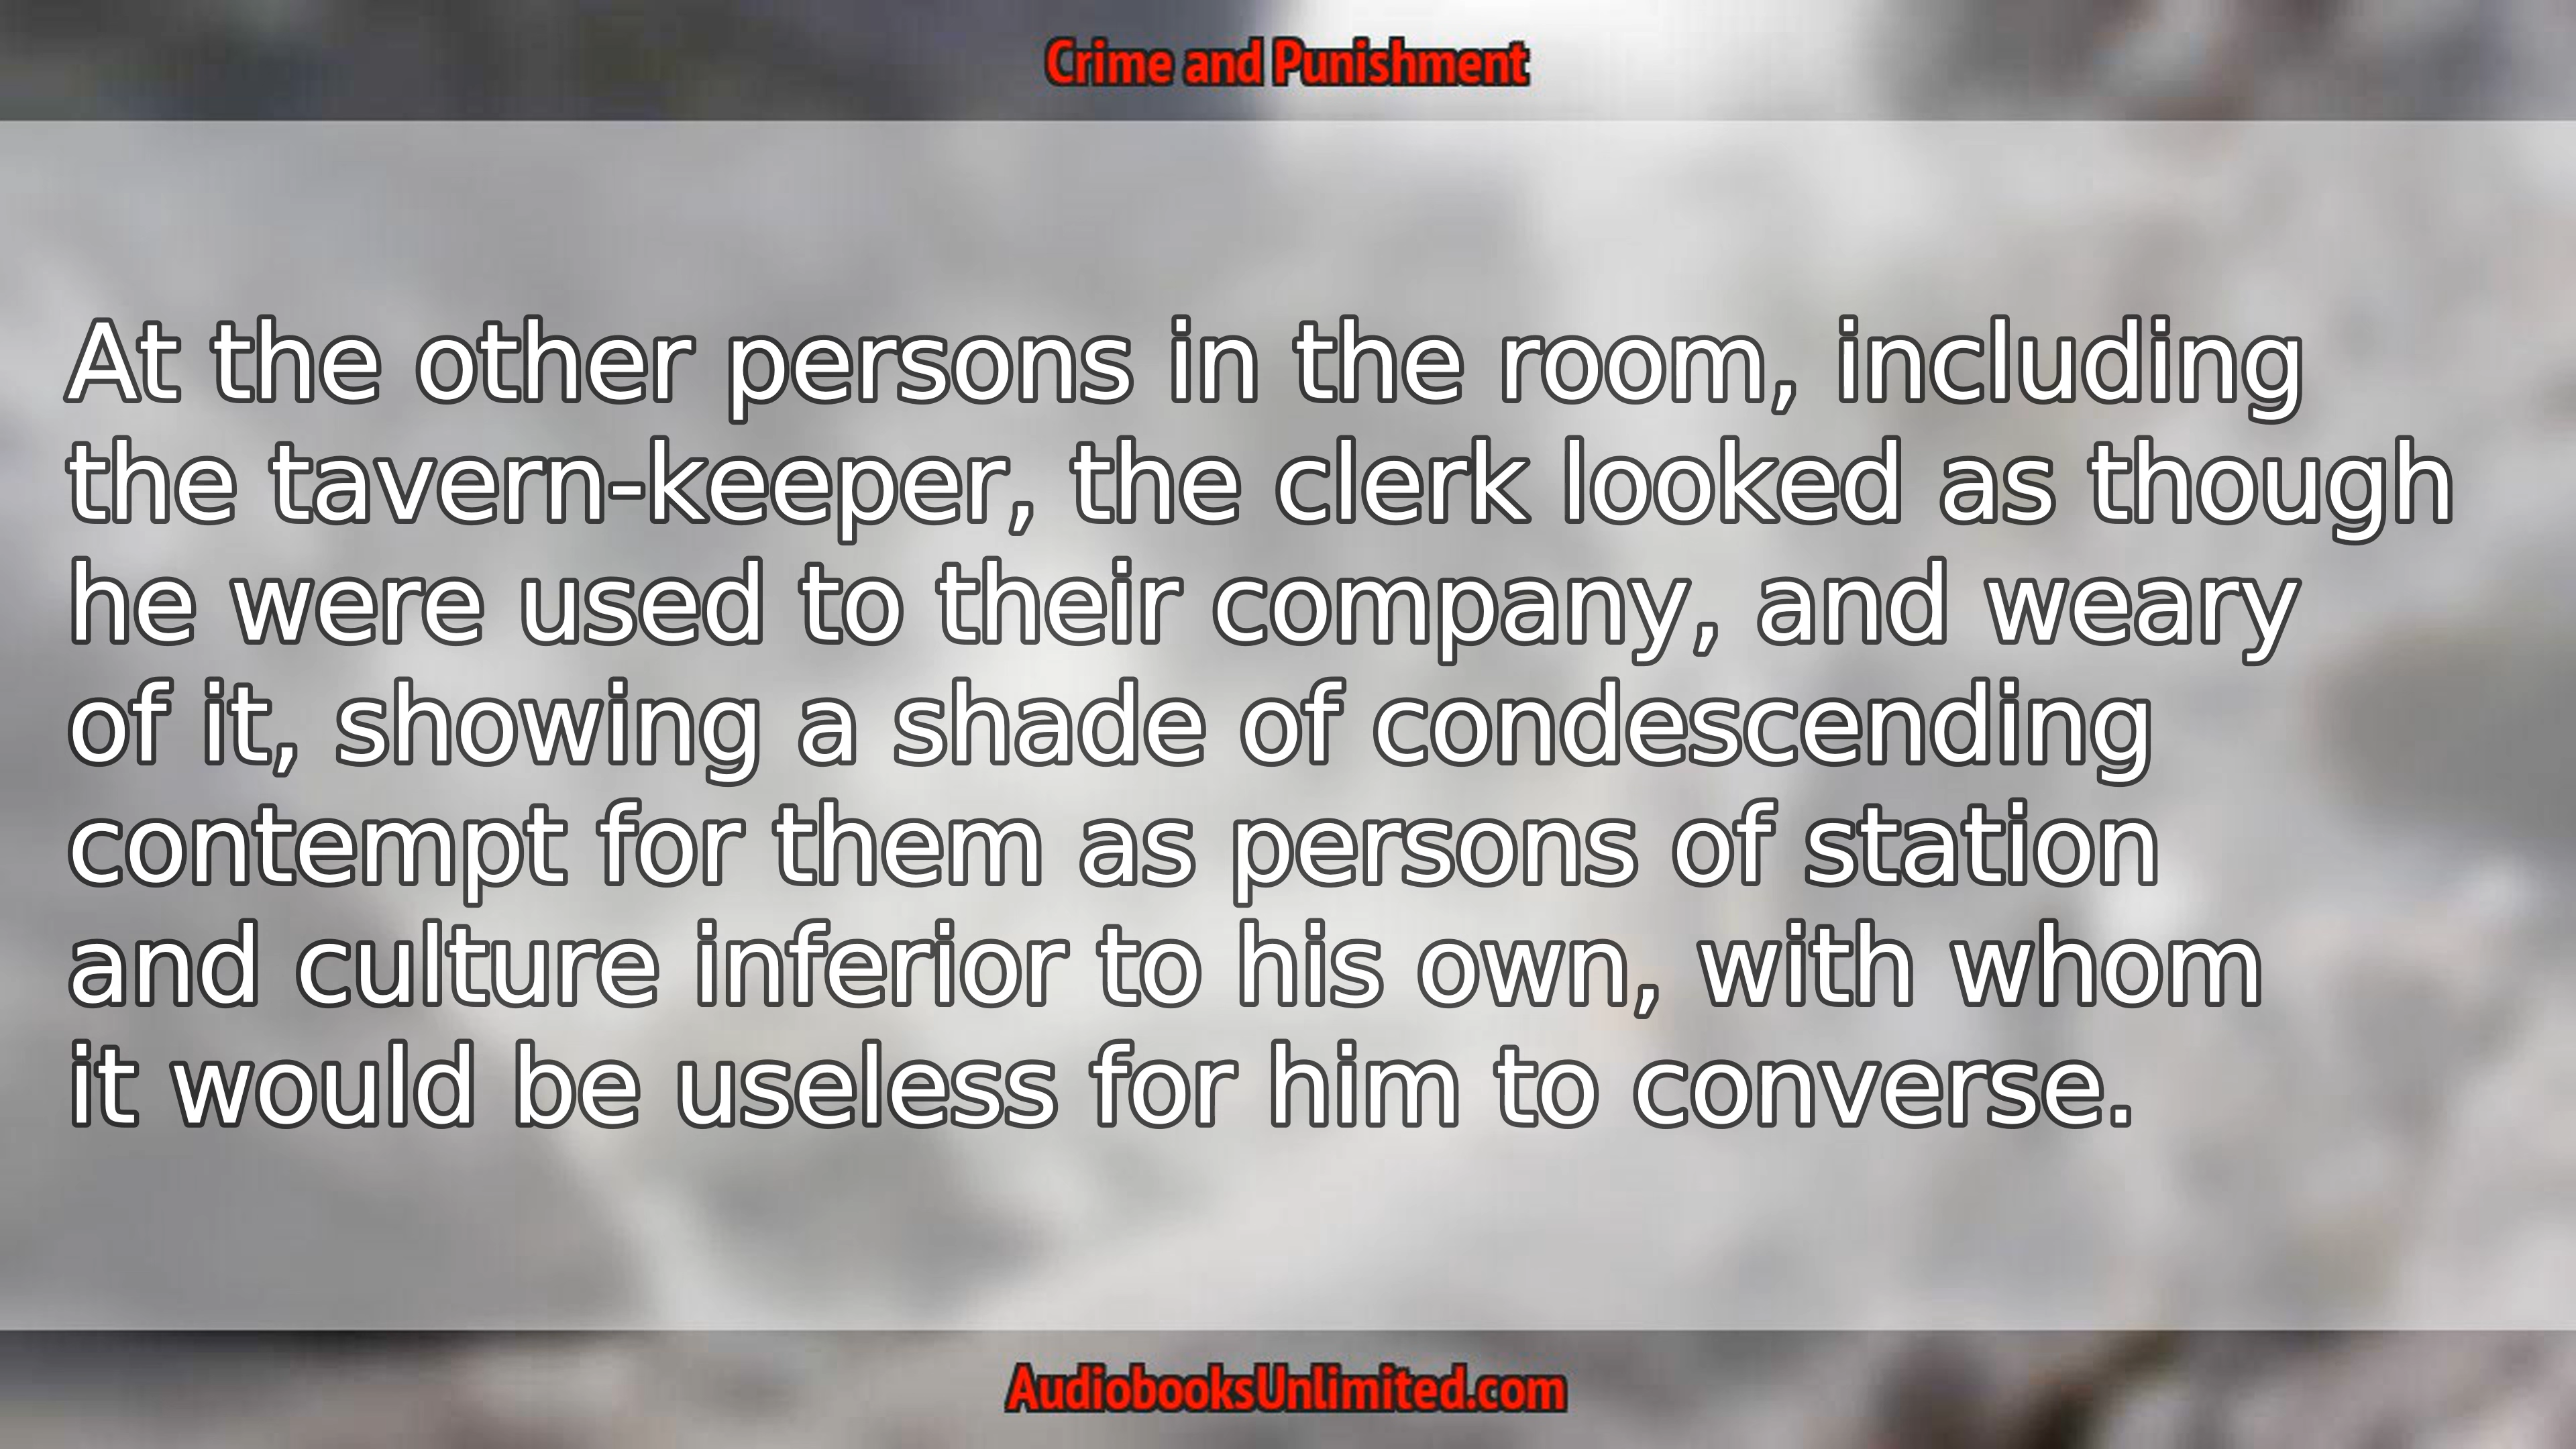 Crime and Punishment
At the other persons in the room, including
the tavern-keeper, the clerk looked as though
he were used to their company, and weary
of it, showing a shade of condescending
contempt for them as persons of station
and culture inferior to his own, with whom
it would be useless for him to converse.
AudiobooksUnlimited.com